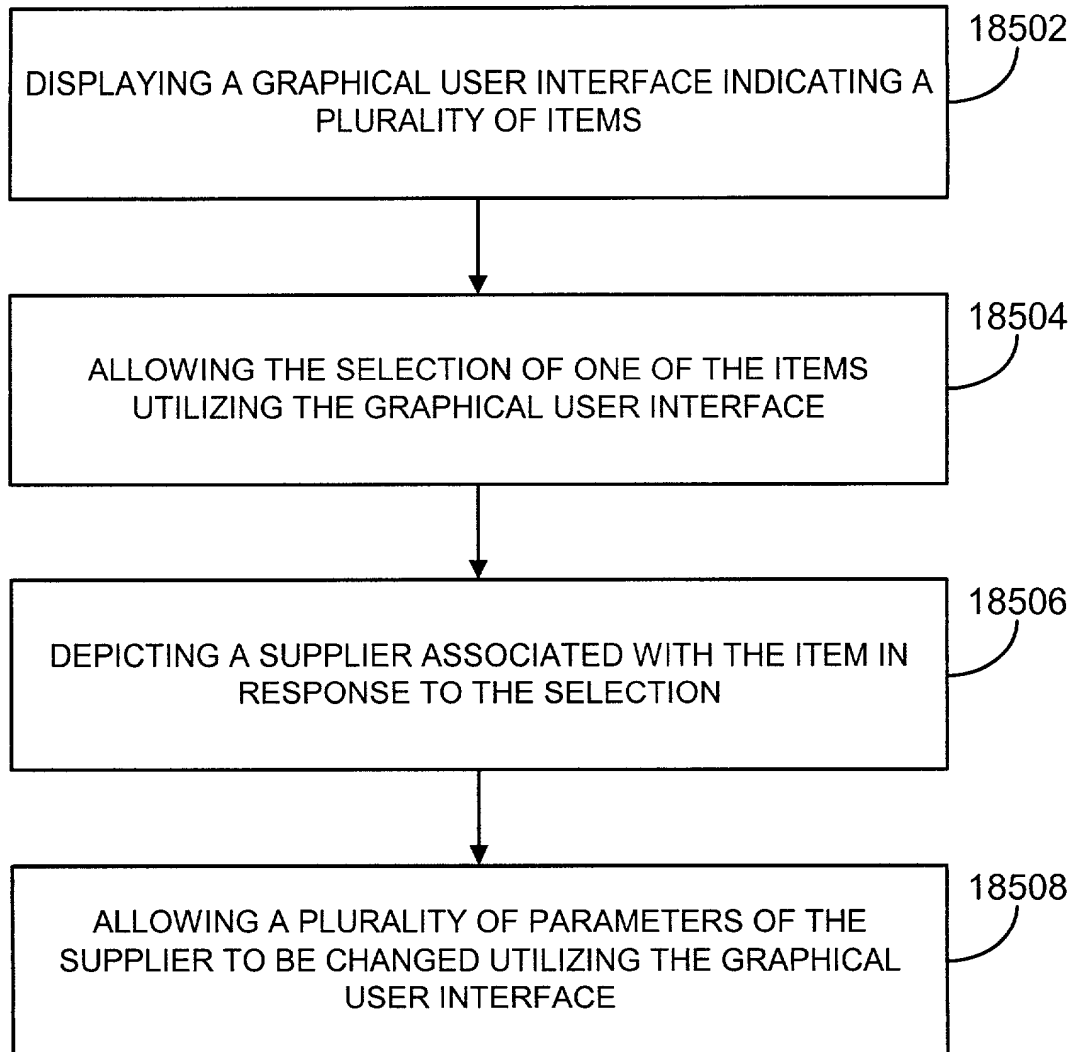 18502
DISPLAYING A GRAPHICAL USER INTERFACE INDICATING A
PLURALITY OF ITEMS
18504
ALLOWING THE SELECTION OF ONE OF THE ITEMS
UTILIZING THE GRAPHICAL USER INTERFACE
18506
DEPICTING A SUPPLIER ASSOCIATED WITH THE ITEM IN
RESPONSE TO THE SELECTION
18508
ALLOWING A PLURALITY OF PARAMETERS OF THE
SUPPLIER TO BE CHANGED UTILIZING THE GRAPHICAL
USER INTERFACE